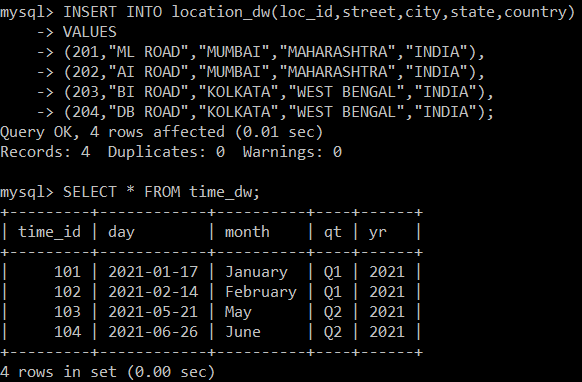 mysql> INSERT INTO location_dw(loc_id,street,city,state,country)
    -> VALUES
    -> (201,"ML ROAD","MUMBAI","MAHARASHTRA","INDIA"),
    -> (202,"AI ROAD","MUMBAI","MAHARASHTRA","INDIA"),
    -> (203,"BI ROAD","KOLKATA","WEST BENGAL","INDIA"),
    -> (204,"DB ROAD","KOLKATA","WEST BENGAL","INDIA");
Query OK, 4 rows affected (0.01 sec)
Records: 4  Duplicates: 0  Warnings: 0

mysql> SELECT * FROM time_dw;
+---------+------------+----------+----+------+
| time_id | day        | month    | qt | yr   |
+---------+------------+----------+----+------+
|     101 | 2021-01-17 | January  | Q1 | 2021 |
|     102 | 2021-02-14 | February | Q1 | 2021 |
|     103 | 2021-05-21 | May      | Q2 | 2021 |
|     104 | 2021-06-26 | June     | Q2 | 2021 |
+---------+------------+----------+----+------+
4 rows in set (0.00 sec)